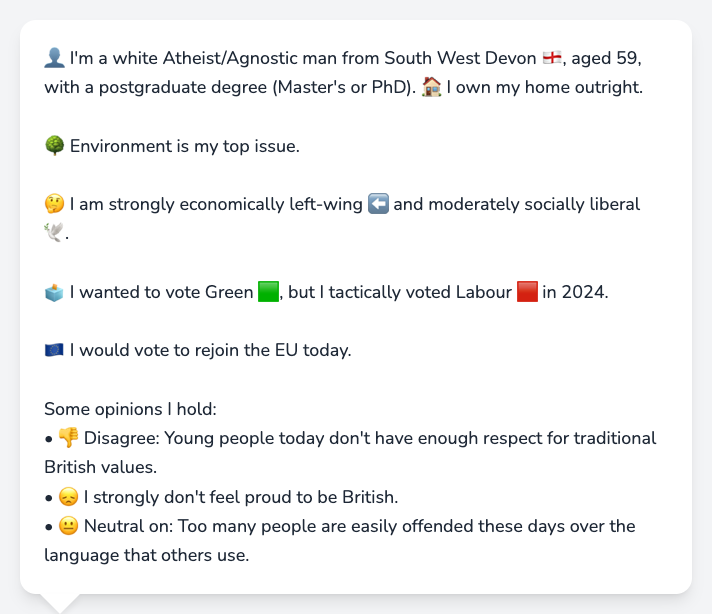 👤 I'm a white Atheist/Agnostic man from South West Devon 🏴󠁧󠁢󠁥󠁮󠁧󠁿, aged 59,
with a postgraduate degree (Master's or PhD). 🏠 I own my home outright.
🌳 Environment is my top issue.
🤔 I am strongly economically left-wing ⬅️ and moderately socially liberal
🕊️.
🗳️ I wanted to vote Green 🟩, but I tactically voted Labour 🟥 in 2024.
🇪🇺 I would vote to rejoin the EU today.
Some opinions I hold:
• 👎 Disagree: Young people today don't have enough respect for traditional
British values.
• 😞 I strongly don't feel proud to be British.
• 😐 Neutral on: Too many people are easily offended these days over the
language that others use.